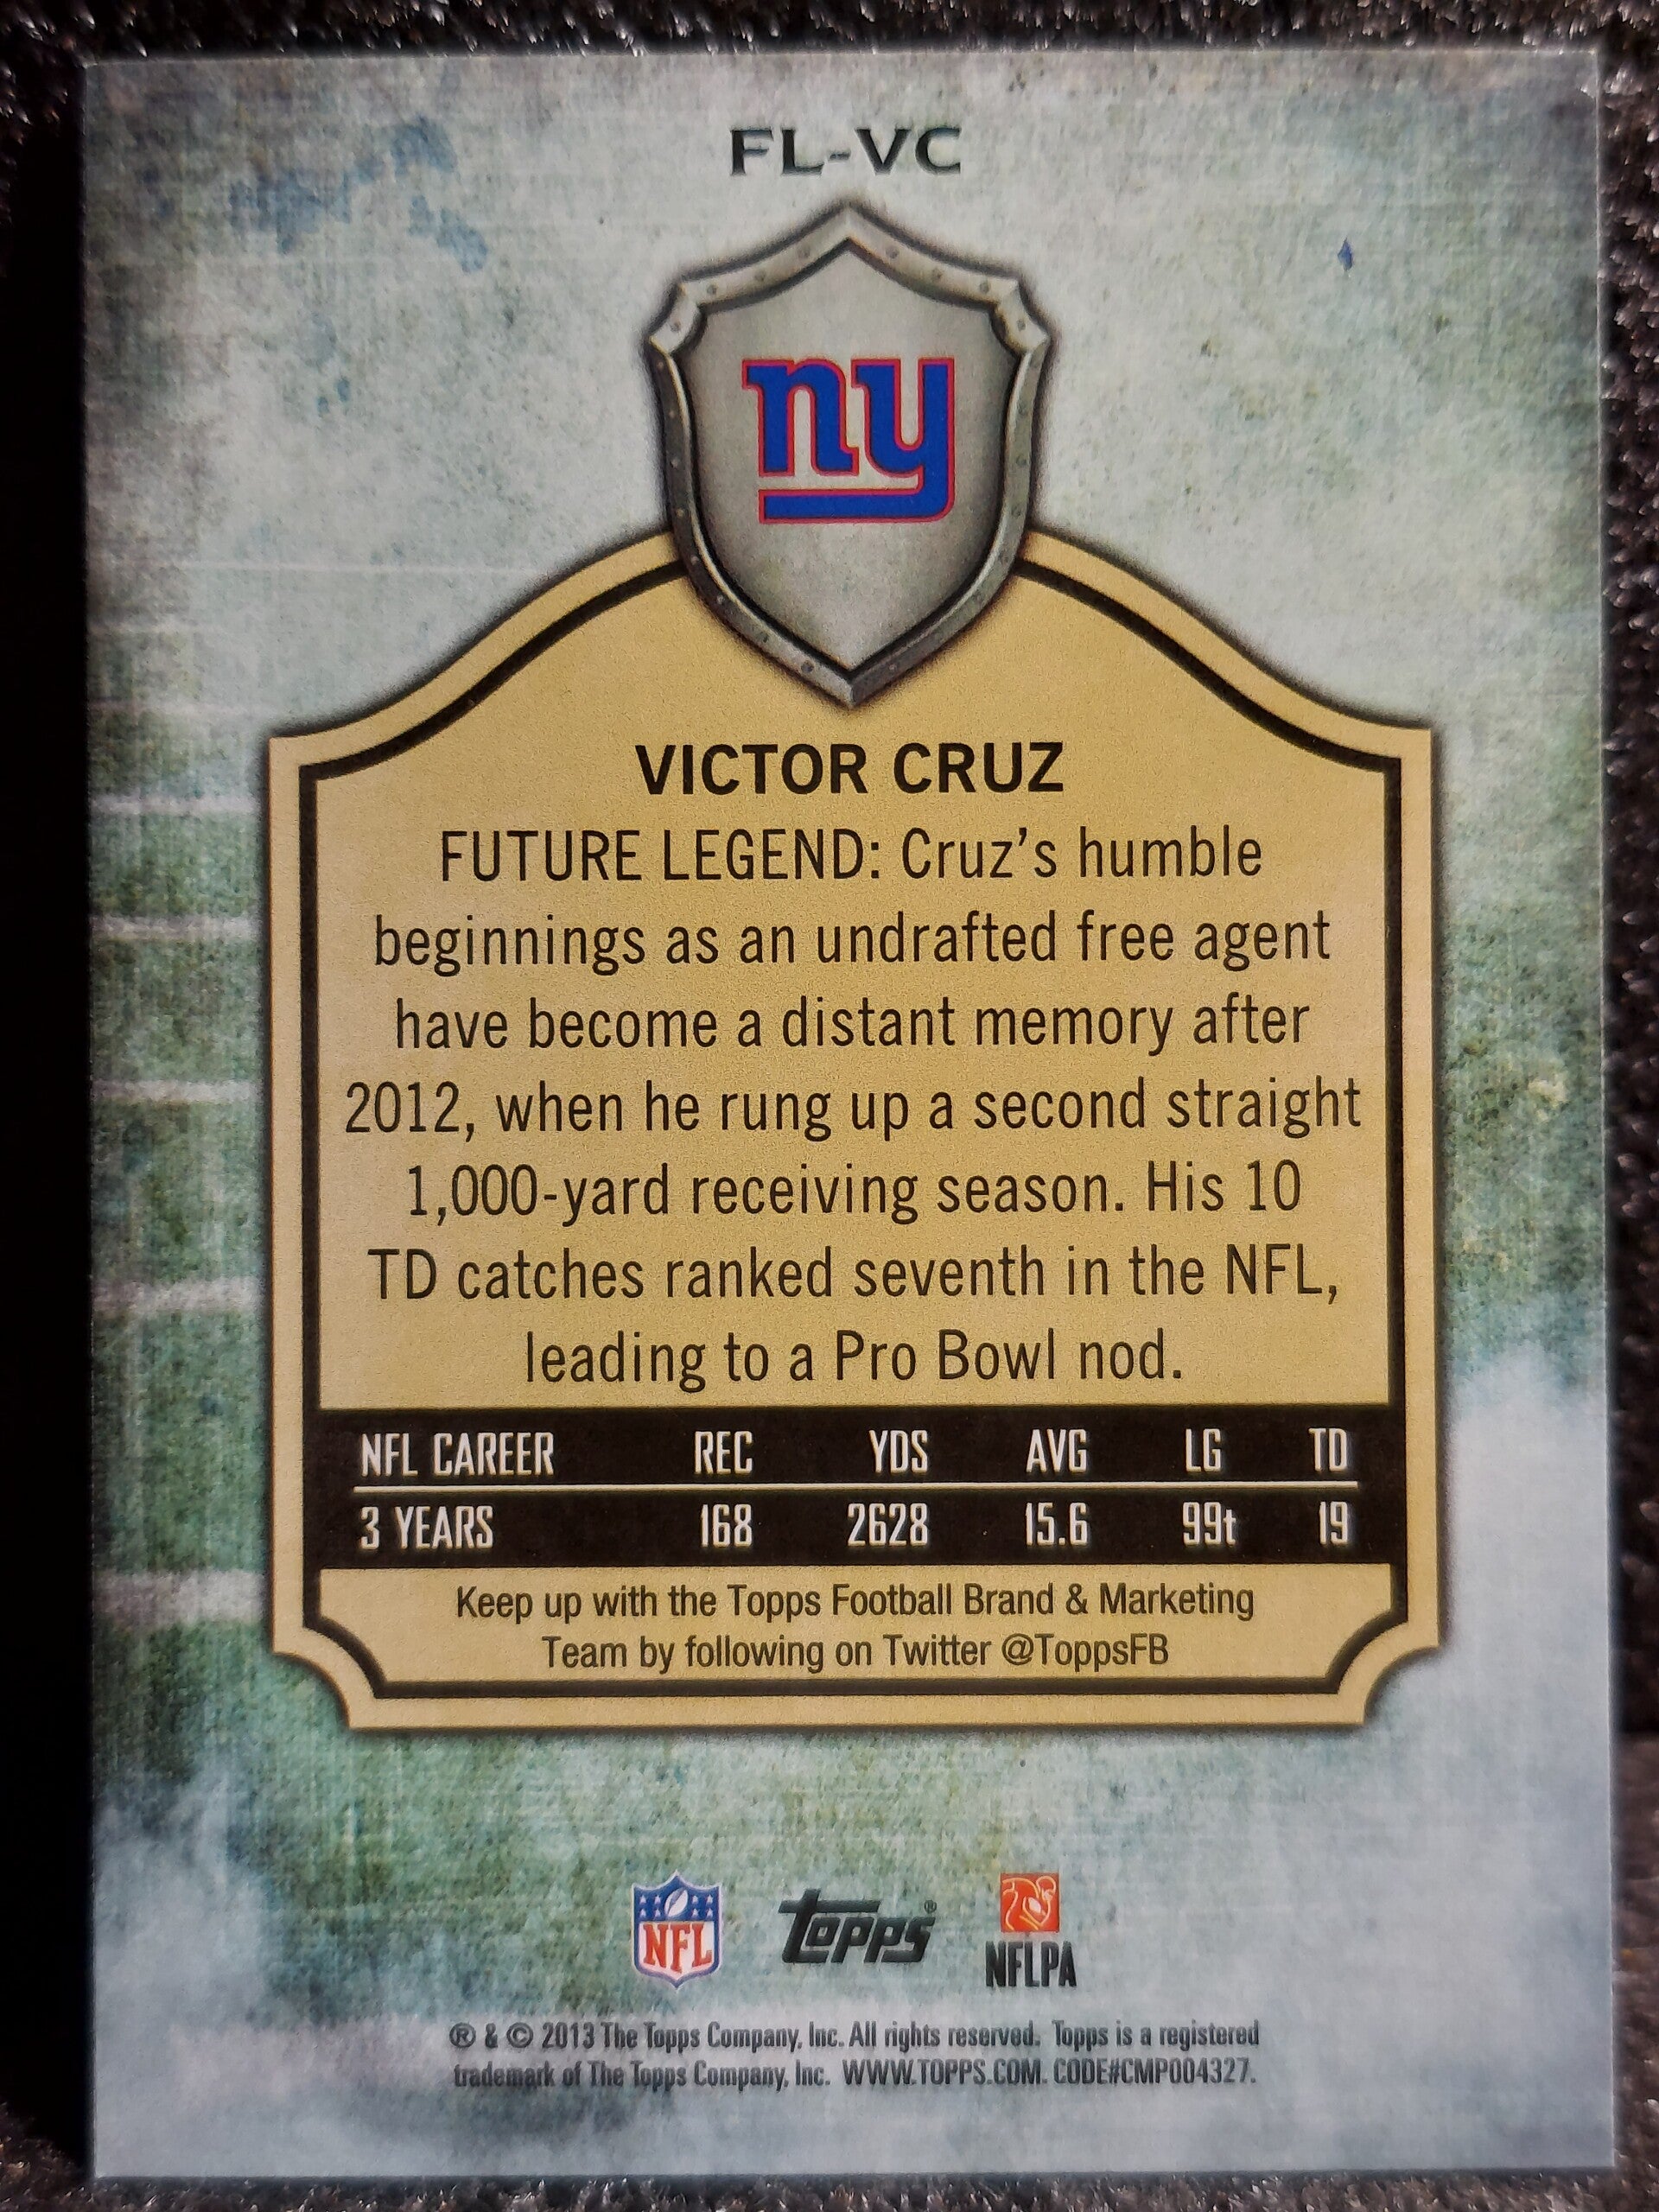 FL-VC
ny
VICTOR CRUZ
FUTURE LEGEND: Cruz's humble
beginnings as an undrafted free agent
have become a distant memory after
2012, when he rung up a second straight
1,000-yard receiving season. His 10
TD catches ranked seventh in the NFL,
leading to a Pro Bowl nod.
NFL CAREER REC YDS AVG LG TD
3 YEARS 168 2628 15.6 99t 19
Keep up with the Topps Football Brand & Marketing
Team by following on Twitter @ToppsFB
NFL topps® NFLPA
® & © 2013 The Topps Company, Inc. All rights reserved. Topps is a registered
trademark of The Topps Company, Inc. WWW.TOPPS.COM. CODE#CMP004327.